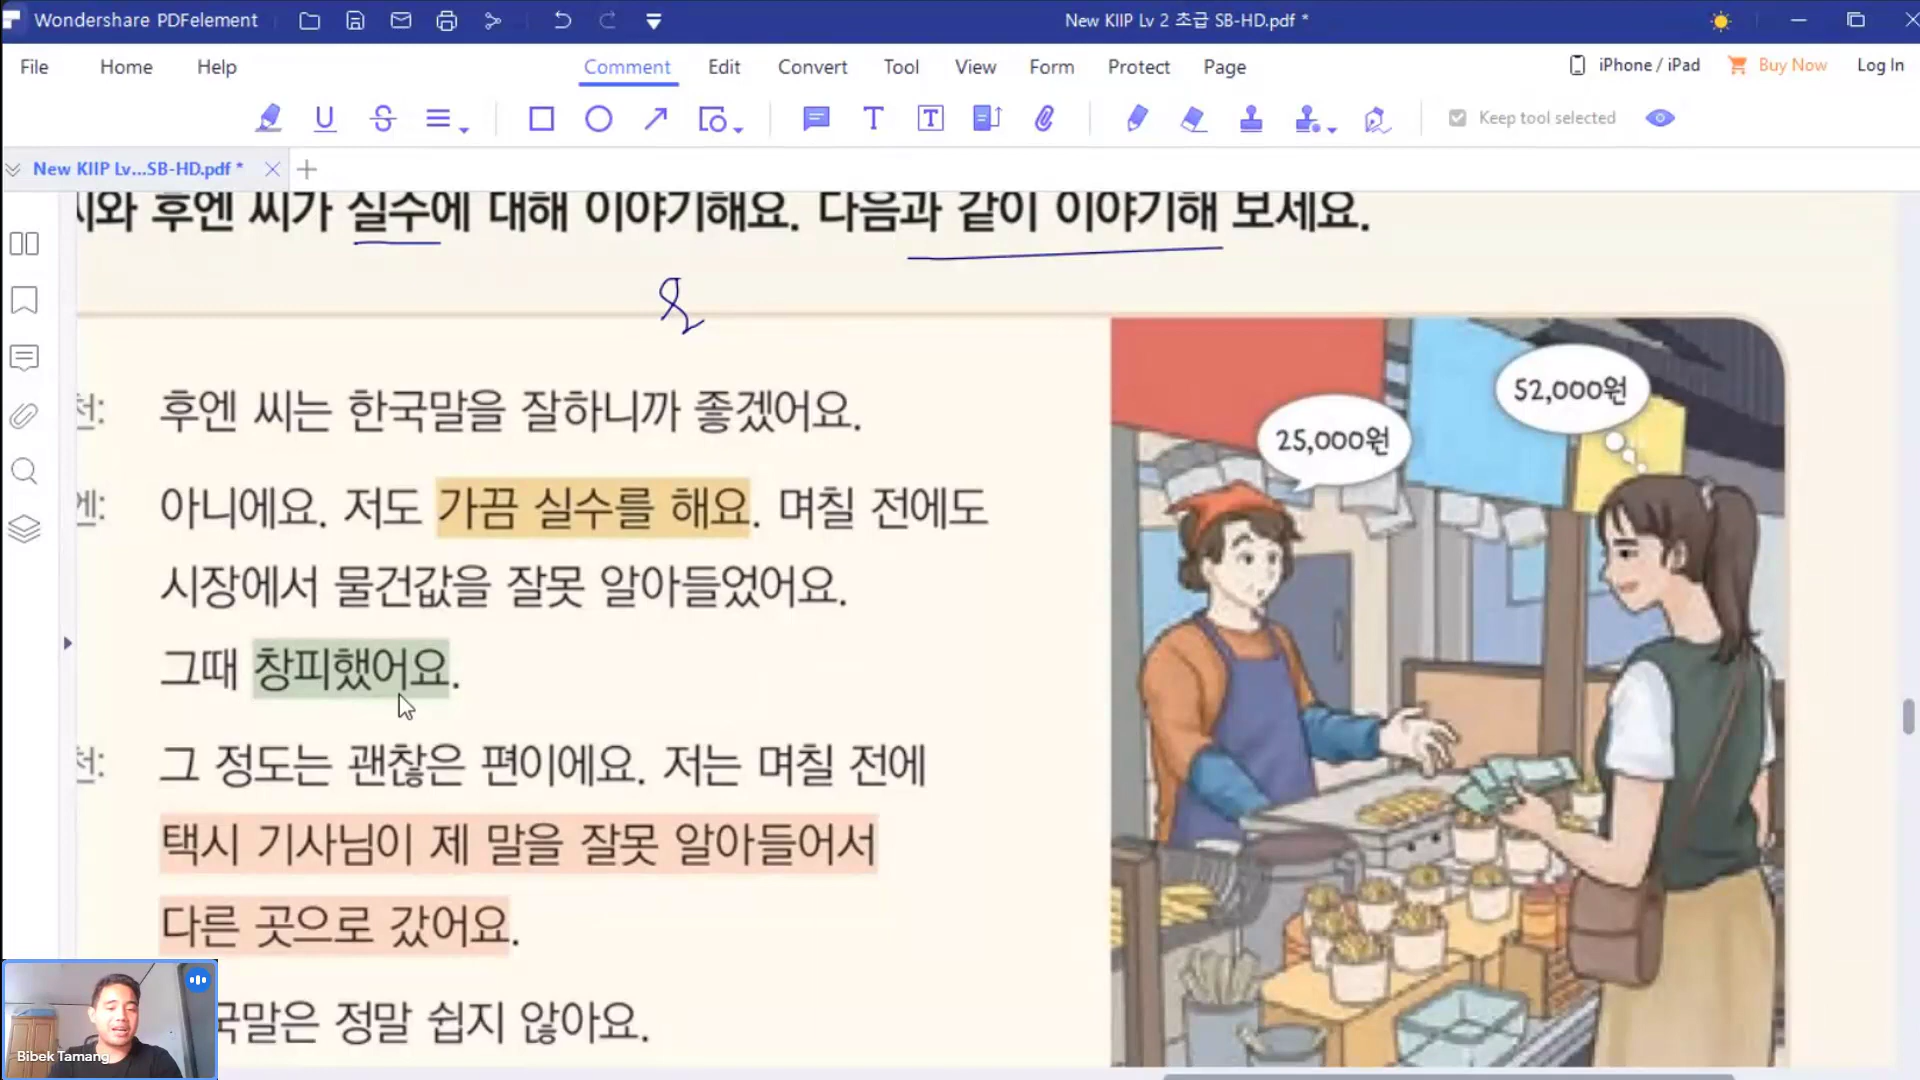 Wondershare PDFelement
New KIIP Lv 2 초급 SB-HD.pdf *
File Home Help
Comment Edit Convert Tool View Form Protect Page
iPhone / iPad Buy Now Log In
Keep tool selected
New KIIP Lv...SB-HD.pdf *
씨와 후엔 씨가 실수에 대해 이야기해요. 다음과 같이 이야기해 보세요.
천: 후엔 씨는 한국말을 잘하니까 좋겠어요.
엔: 아니에요. 저도 가끔 실수를 해요. 며칠 전에도
시장에서 물건값을 잘못 알아들었어요.
그때 창피했어요.
천: 그 정도는 괜찮은 편이에요. 저는 며칠 전에
택시 기사님이 제 말을 잘못 알아들어서
다른 곳으로 갔어요.
국말은 정말 쉽지 않아요.
25,000원
52,000원
Bibek Tamang